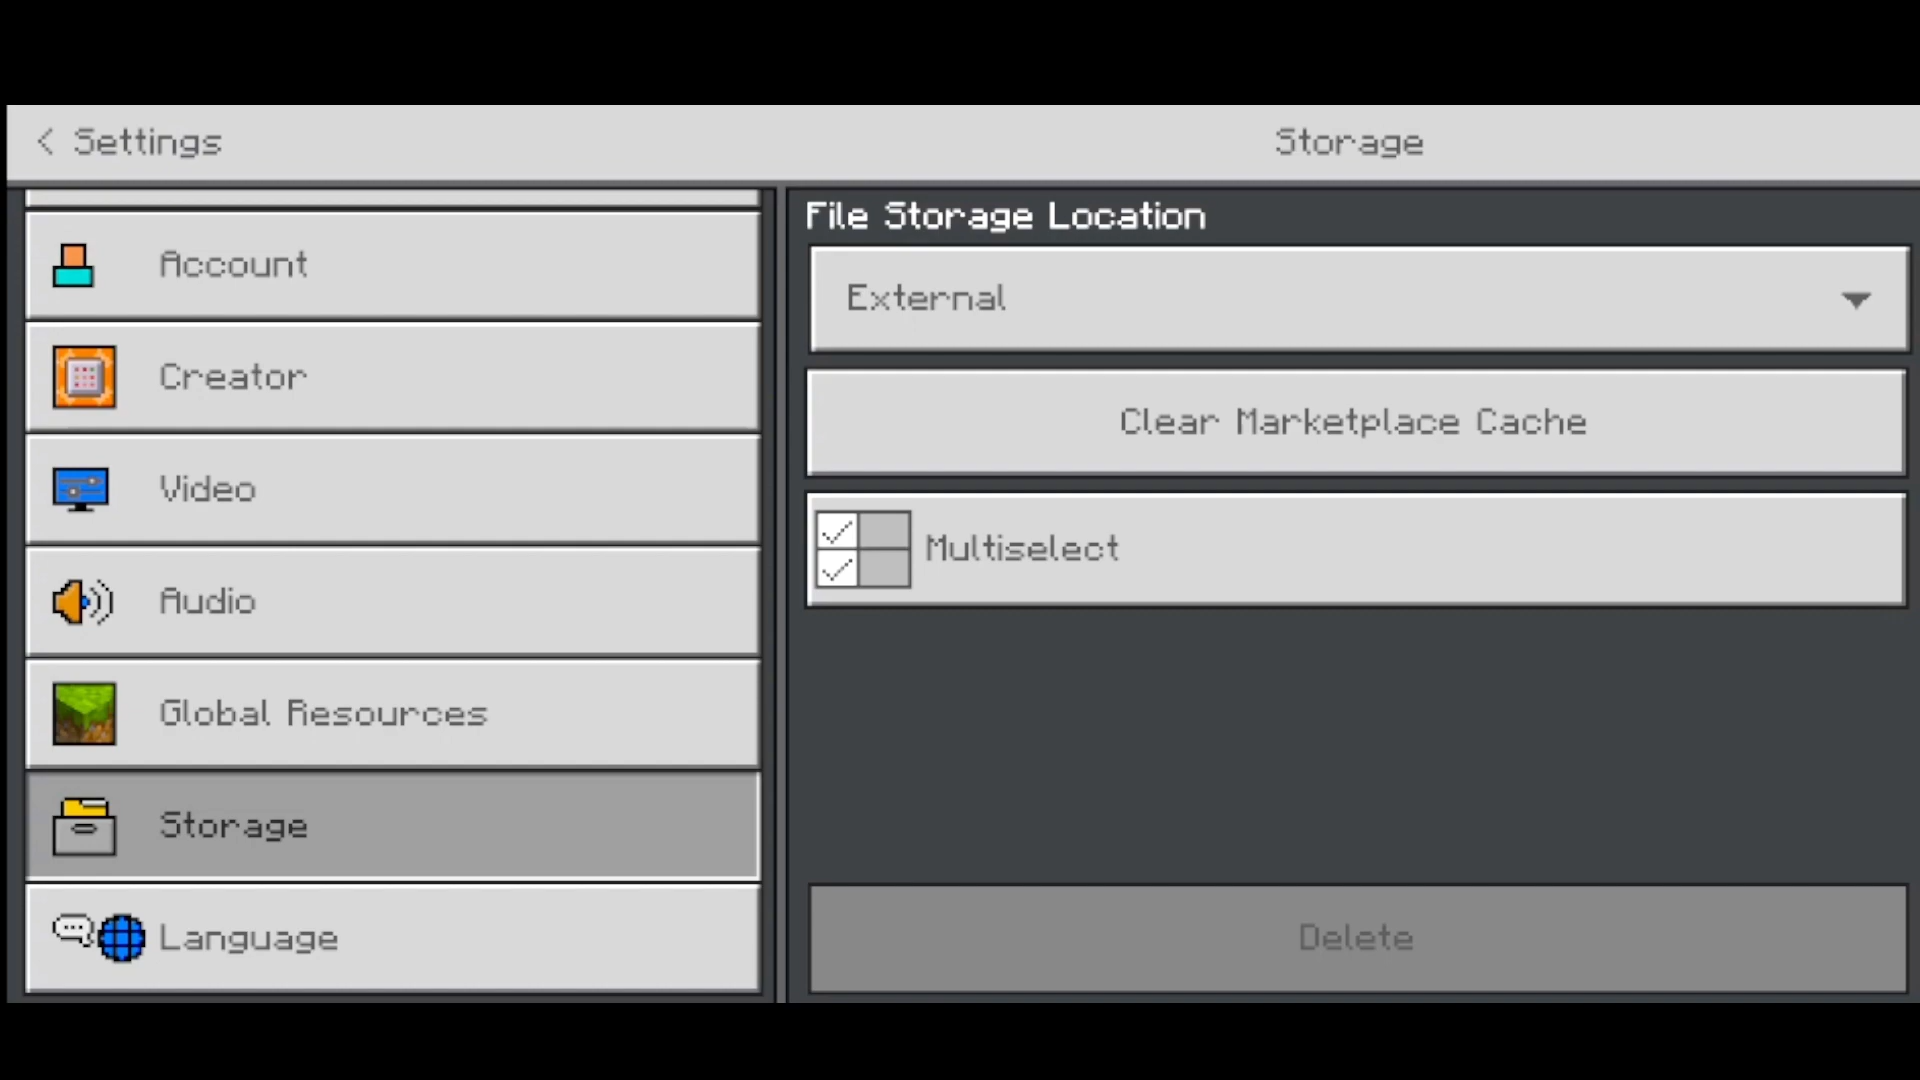 Settings
Storage
Account
Creator
Video
Audio
Global Resources
Storage
Language
File Storage Location
External
Clear Marketplace Cache
Multiselect
Delete